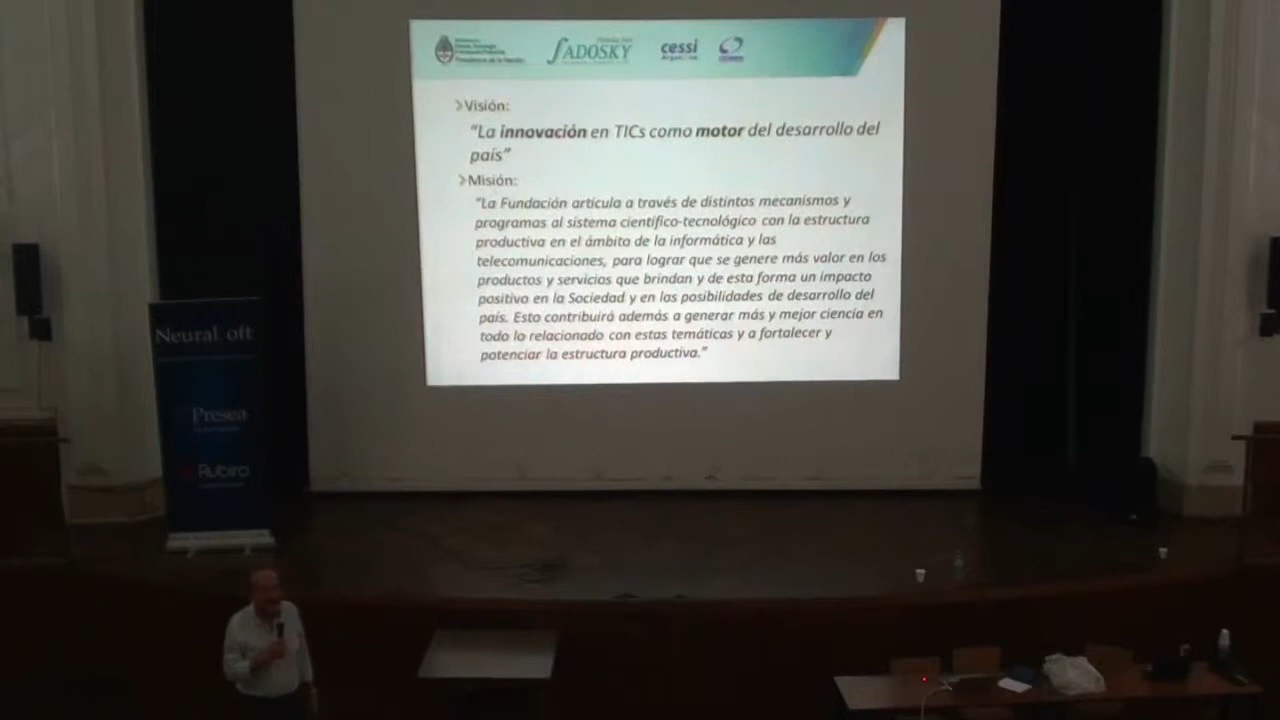 SADOSKY
cessi
Argentina
Visión:
"La innovación en TICs como motor del desarrollo del
país"
Misión:
"La Fundación articula a través de distintos mecanismos y
programas al sistema científico-tecnológico con la estructura
productiva en el ámbito de la informática y las
telecomunicaciones, para lograr que se genere más valor en los
productos y servicios que brindan y de esta forma un impacto
positivo en la Sociedad y en las posibilidades de desarrollo del
país. Esto contribuirá además a generar más y mejor ciencia en
todo lo relacionado con estas temáticas y a fortalecer y
potenciar la estructura productiva."
Neural oft
Presea
Rubiro